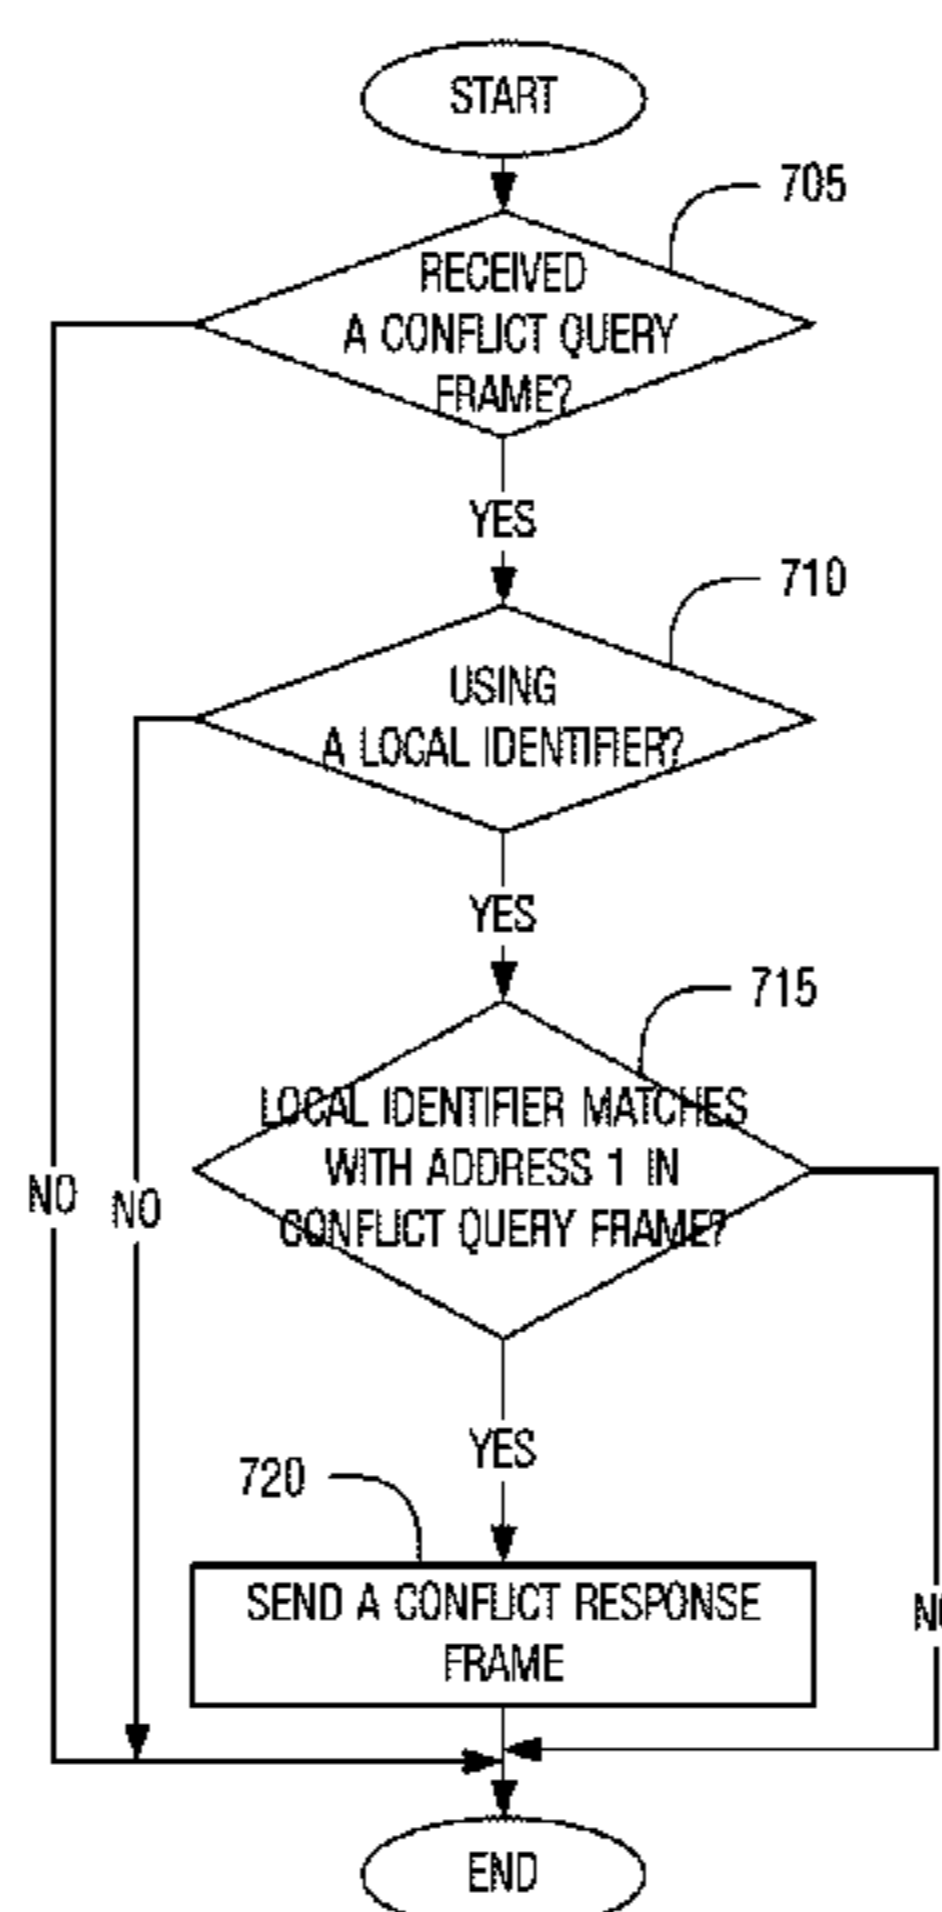 START
705
RECEIVED
A CONFLICT QUERY
FRAME?
YES
710
USING
A LOCAL IDENTIFIER?
YES
715
LOCAL IDENTIFIER MATCHES
WITH ADDRESS 1 IN
CONFLICT QUERY FRAME?
NO
NO
YES
720
SEND A CONFLICT RESPONSE
FRAME
END